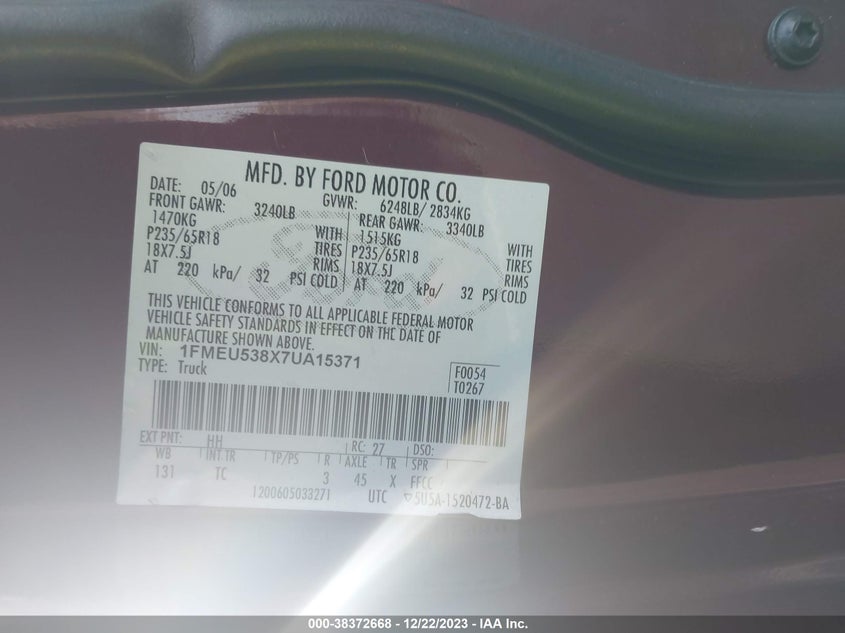 MFD. BY FORD MOTOR CO.
DATE: 05/06 GVWR: 6248LB/ 2834KG
FRONT GAWR: 3240LB REAR GAWR: 3340LB
1470KG WITH 1515KG WITH
P235/65R18 TIRES P235/65R18 TIRES
18X7.5J RIMS 18X7.5J RIMS
AT 220 kPa/ 32 PSI COLD AT 220 kPa/ 32 PSI COLD
Ford
THIS VEHICLE CONFORMS TO ALL APPLICABLE FEDERAL MOTOR
VEHICLE SAFETY STANDARDS IN EFFECT ON THE DATE OF
MANUFACTURE SHOWN ABOVE.
VIN: 1FMEU538X7UA15371
TYPE: Truck
F0054
T0267
EXT PNT: HH RC: 27 DSO:
WB INT TR TP/PS R AXLE TR SPR
131 TC 3 45 X FFCC
1200605033271 UTC ▽5U5A-1520472-BA
000-38372668 - 12/22/2023 - © IAA, Inc.